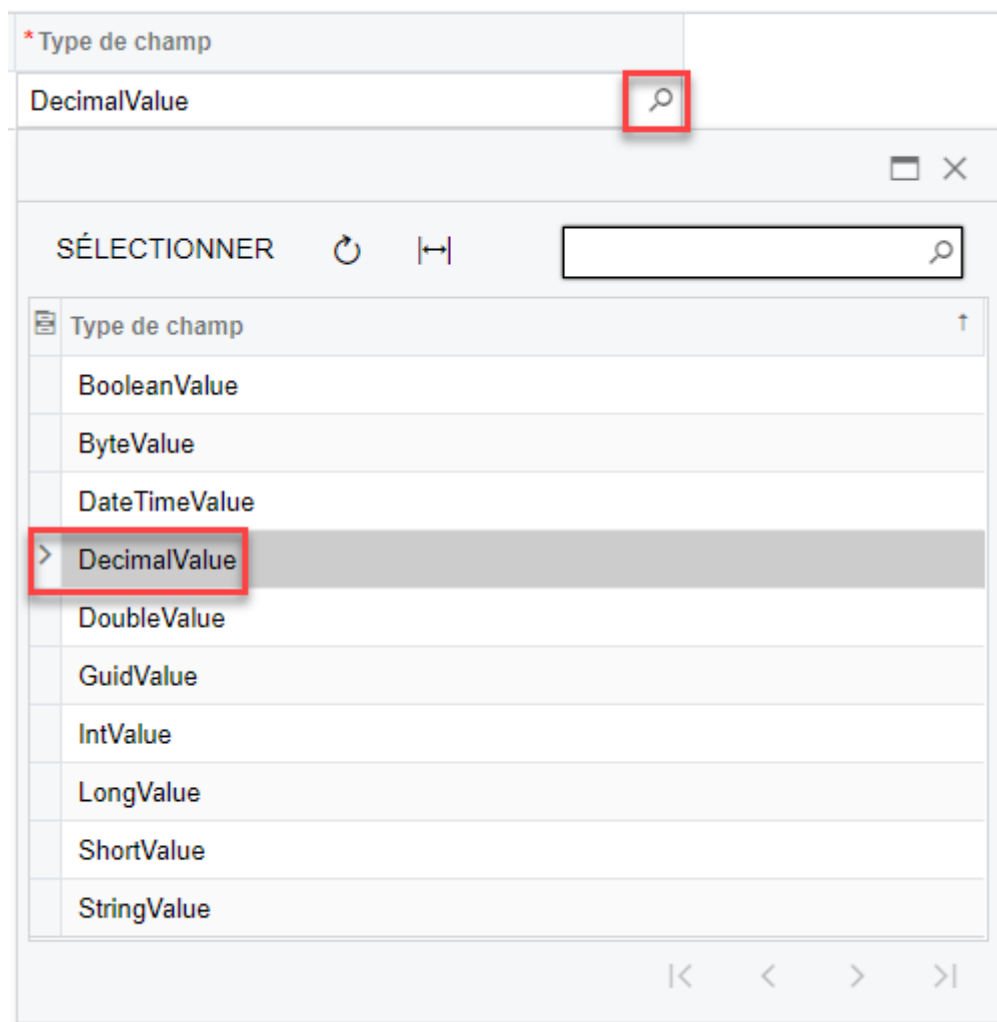 * Type de champ
DecimalValue
SÉLECTIONNER
Type de champ
BooleanValue
ByteValue
DateTimeValue
DecimalValue
DoubleValue
GuidValue
IntValue
LongValue
ShortValue
StringValue